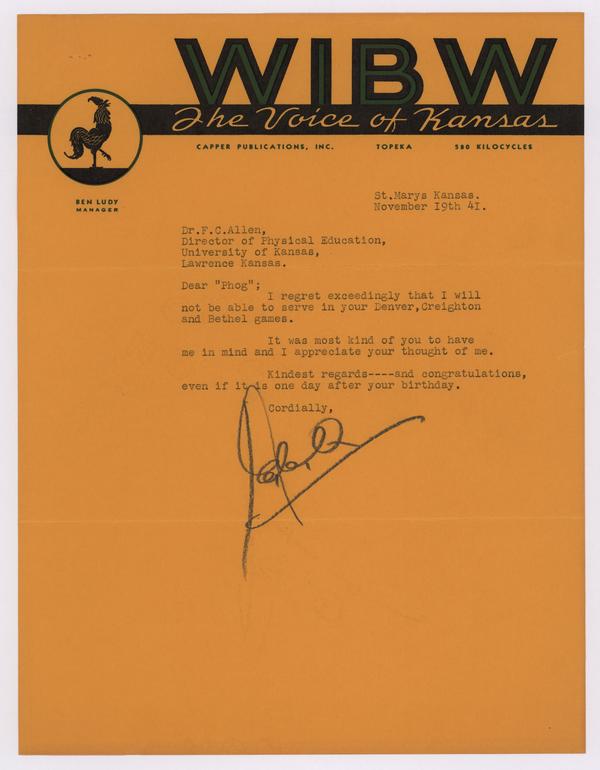 WIBW
The Voice of Kansas
CAPPER PUBLICATIONS, INC. TOPEKA 580 KILOCYCLES
BEN LUDY
MANAGER
St.Marys Kansas.
November 19th 41.
Dr.F.C.Allen,
Director of Physical Education,
University of Kansas,
Lawrence Kansas.
Dear "Phog";
I regret exceedingly that I will
not be able to serve in your Denver,Creighton
and Bethel games.
It was most kind of you to have
me in mind and I appreciate your thought of me.
Kindest regards----and congratulations,
even if it is one day after your birthday.
Cordially,